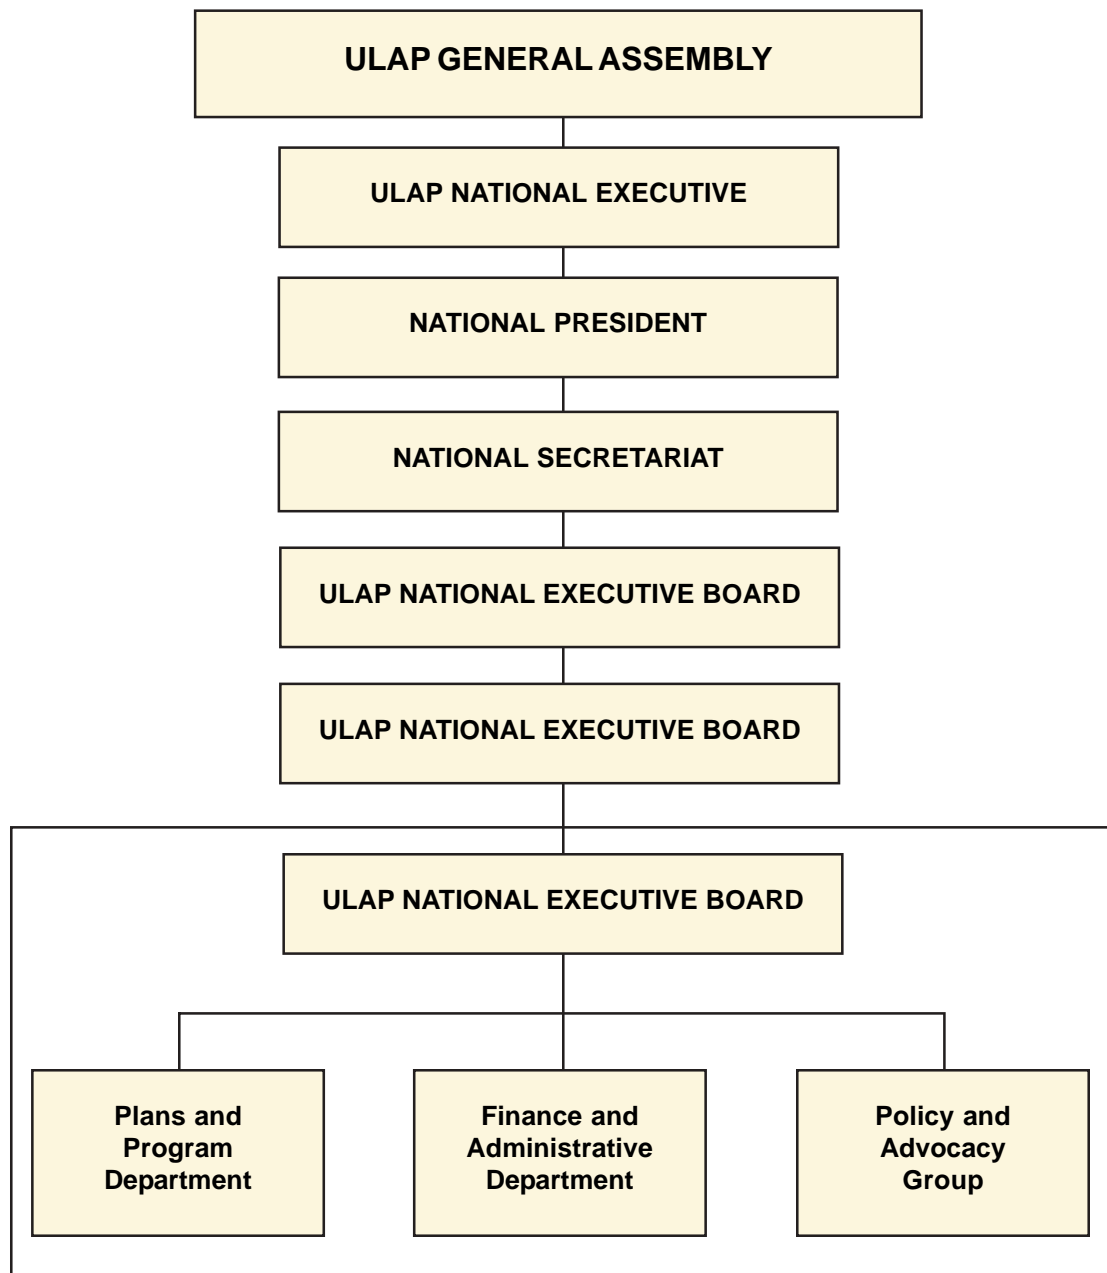 ULAP GENERAL ASSEMBLY
ULAP NATIONAL EXECUTIVE
NATIONAL PRESIDENT
NATIONAL SECRETARIAT
ULAP NATIONAL EXECUTIVE BOARD
ULAP NATIONAL EXECUTIVE BOARD
ULAP NATIONAL EXECUTIVE BOARD
Plans and
Program
Department
Finance and
Administrative
Department
Policy and
Advocacy
Group